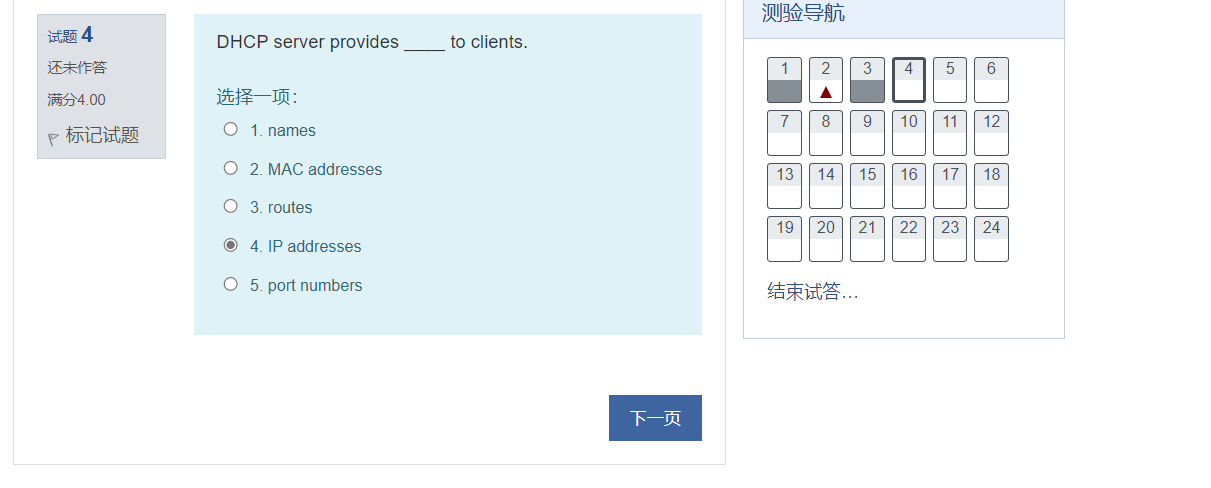 试题 4
还未作答
满分4.00
标记试题
DHCP server provides _____ to clients.
选择一项：
1. names
2. MAC addresses
3. routes
4. IP addresses
5. port numbers
下一页
测验导航
1 2 3 4 5 6
7 8 9 10 11 12
13 14 15 16 17 18
19 20 21 22 23 24
结束试答…